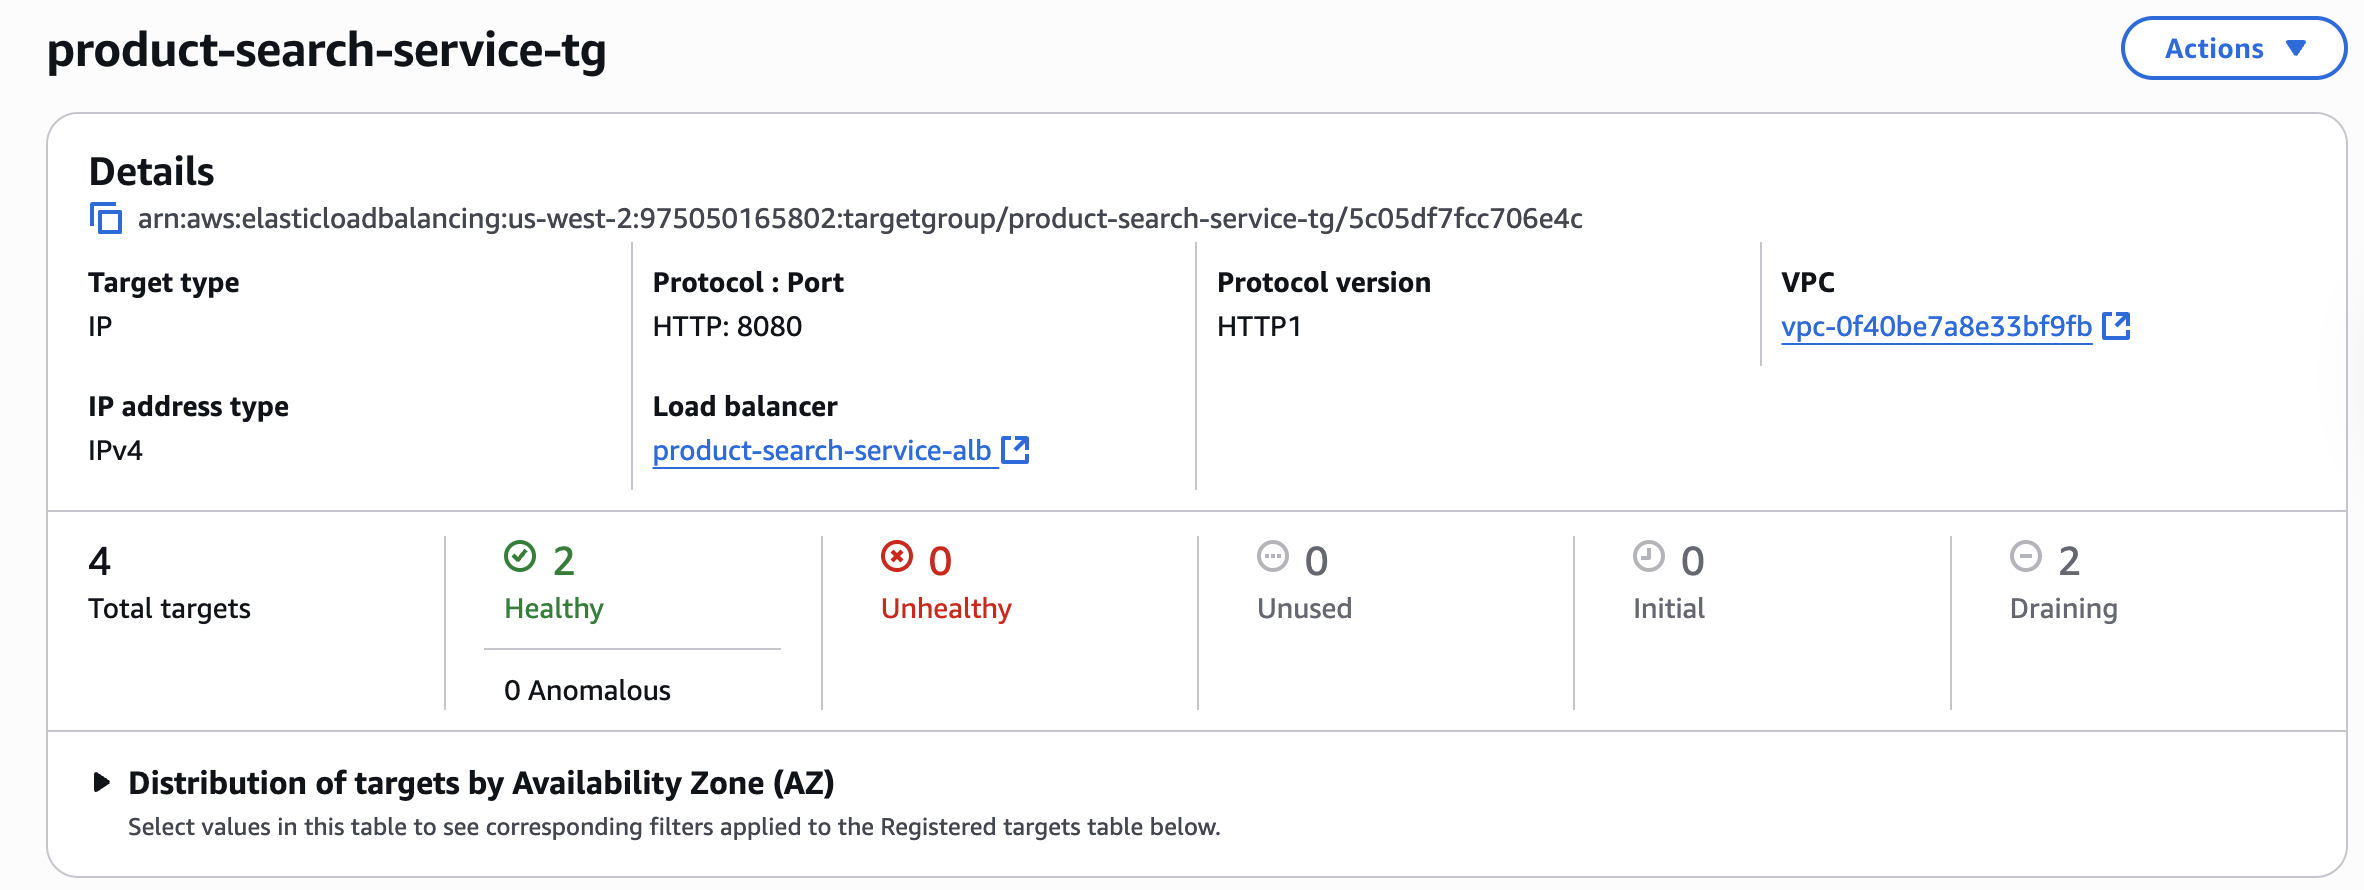 product-search-service-tg
Actions
Details
arn:aws:elasticloadbalancing:us-west-2:975050165802:targetgroup/product-search-service-tg/5c05df7fcc706e4c
Target type
IP
Protocol : Port
HTTP: 8080
Protocol version
HTTP1
VPC
vpc-0f40be7a8e33bf9fb
IP address type
IPv4
Load balancer
product-search-service-alb
4
Total targets
2
Healthy
0 Anomalous
0
Unhealthy
0
Unused
0
Initial
2
Draining
Distribution of targets by Availability Zone (AZ)
Select values in this table to see corresponding filters applied to the Registered targets table below.